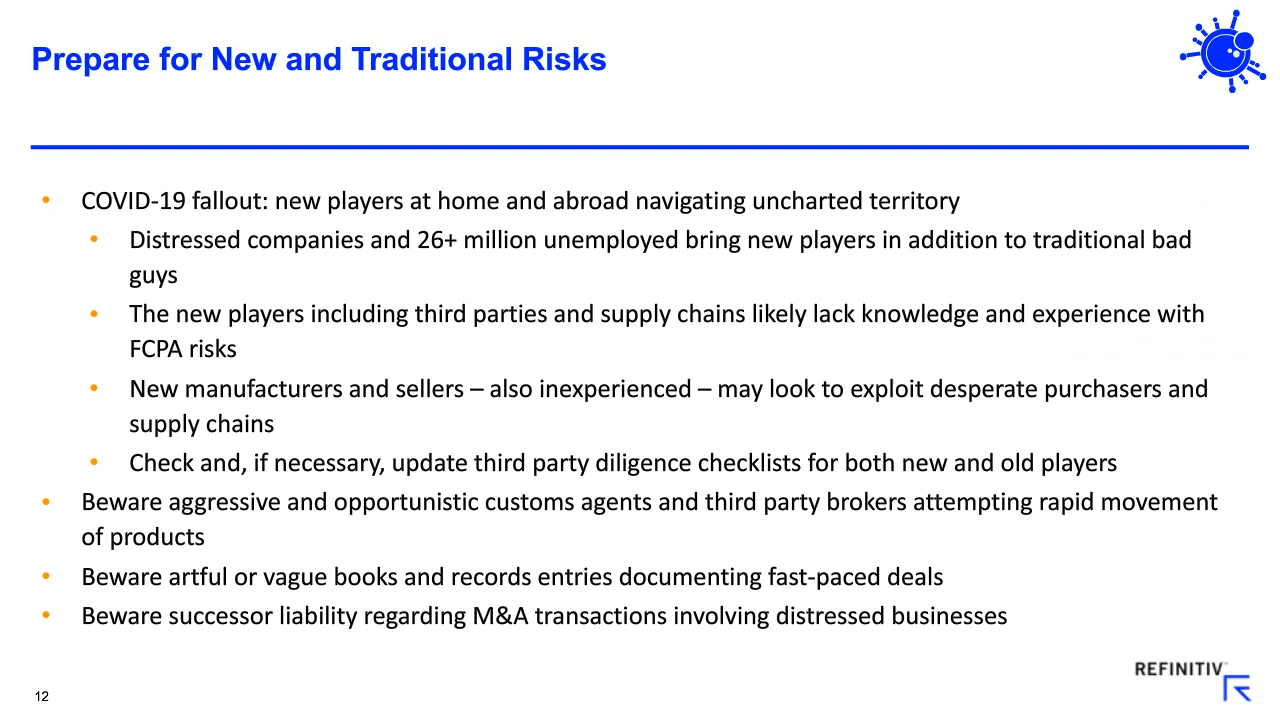 Prepare for New and Traditional Risks
• COVID-19 fallout: new players at home and abroad navigating uncharted territory
• Distressed companies and 26+ million unemployed bring new players in addition to traditional bad
guys
• The new players including third parties and supply chains likely lack knowledge and experience with
FCPA risks
• New manufacturers and sellers – also inexperienced – may look to exploit desperate purchasers and
supply chains
• Check and, if necessary, update third party diligence checklists for both new and old players
• Beware aggressive and opportunistic customs agents and third party brokers attempting rapid movement
of products
• Beware artful or vague books and records entries documenting fast-paced deals
• Beware successor liability regarding M&A transactions involving distressed businesses
REFINITIV
12